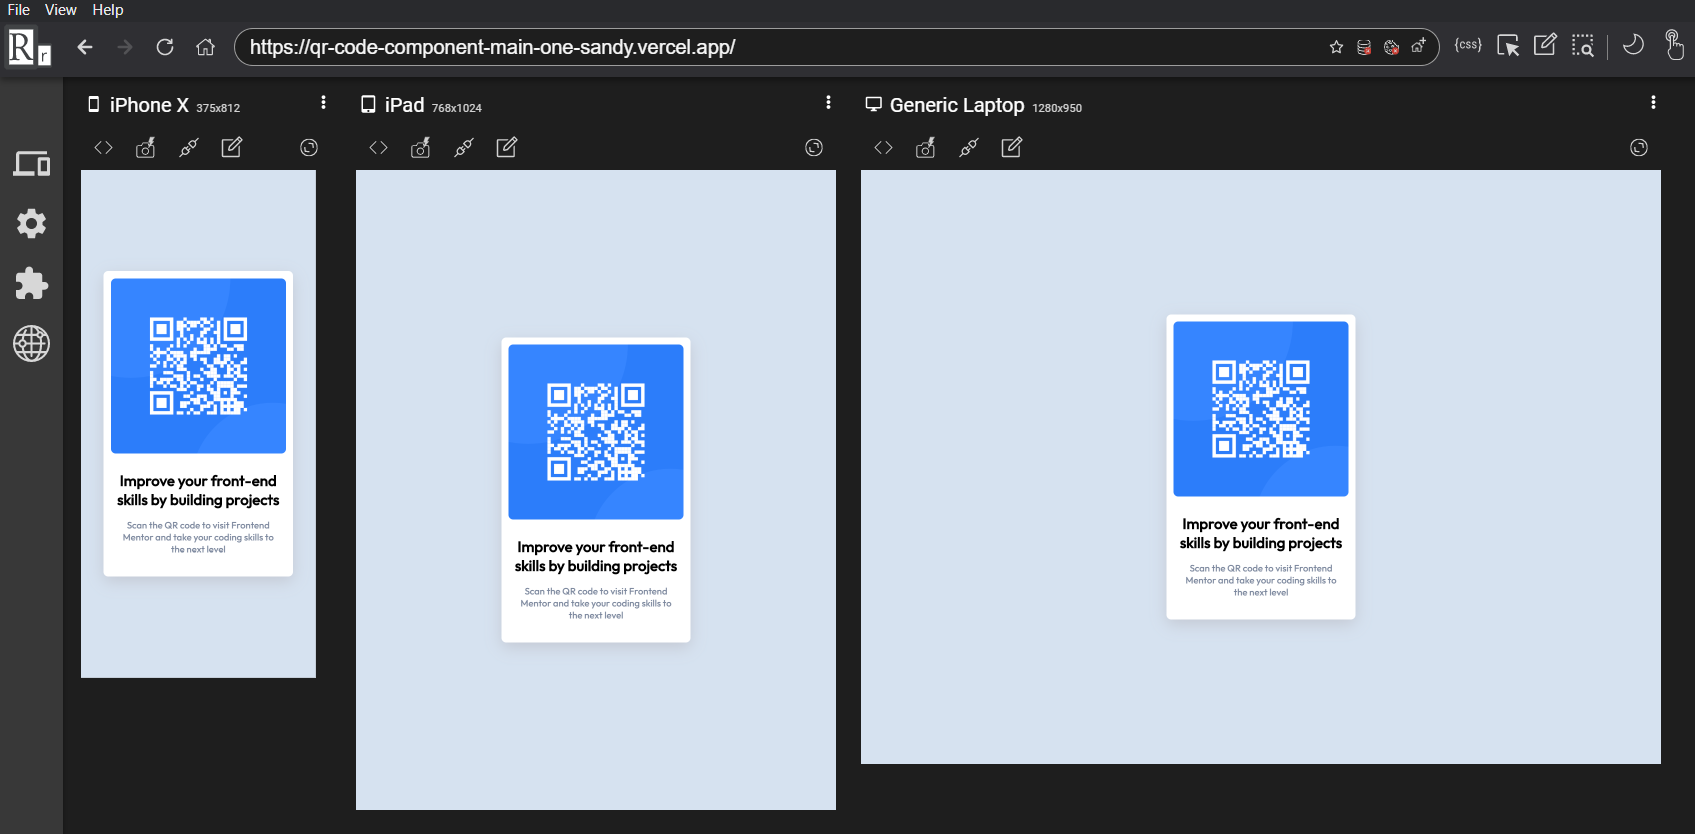 File View Help
Rr
https://qr-code-component-main-one-sandy.vercel.app/
{css}
iPhone X 375x812
iPad 768x1024
Generic Laptop 1280x950
Improve your front-end
skills by building projects
Scan the QR code to visit Frontend
Mentor and take your coding skills to
the next level
Improve your front-end
skills by building projects
Scan the QR code to visit Frontend
Mentor and take your coding skills to
the next level
Improve your front-end
skills by building projects
Scan the QR code to visit Frontend
Mentor and take your coding skills to
the next level